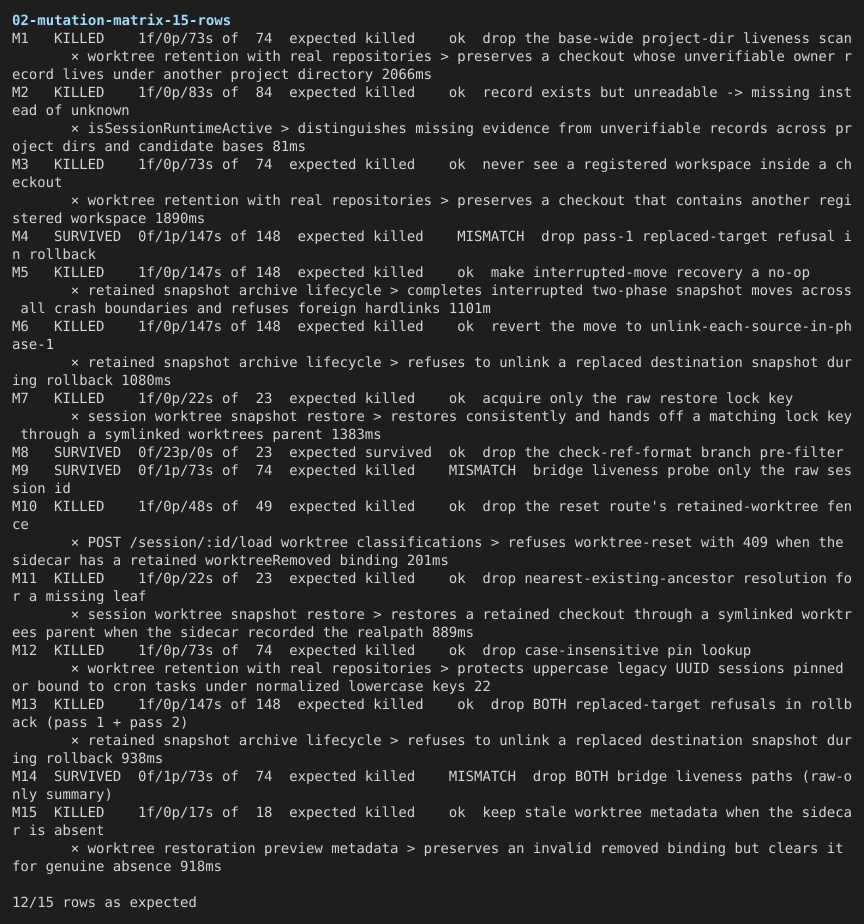 02-mutation-matrix-15-rows
M1   KILLED    1f/0p/73s of  74  expected killed    ok  drop the base-wide project-dir liveness scan
       × worktree retention with real repositories > preserves a checkout whose unverifiable owner r
ecord lives under another project directory 2066ms
M2   KILLED    1f/0p/83s of  84  expected killed    ok  record exists but unreadable -> missing inst
ead of unknown
       × isSessionRuntimeActive > distinguishes missing evidence from unverifiable records across pr
oject dirs and candidate bases 81ms
M3   KILLED    1f/0p/73s of  74  expected killed    ok  never see a registered workspace inside a ch
eckout
       × worktree retention with real repositories > preserves a checkout that contains another regi
stered workspace 1890ms
M4   SURVIVED  0f/1p/147s of 148  expected killed    MISMATCH  drop pass-1 replaced-target refusal i
n rollback
M5   KILLED    1f/0p/147s of 148  expected killed    ok  make interrupted-move recovery a no-op
       × retained snapshot archive lifecycle > completes interrupted two-phase snapshot moves across
 all crash boundaries and refuses foreign hardlinks 1101m
M6   KILLED    1f/0p/147s of 148  expected killed    ok  revert the move to unlink-each-source-in-ph
ase-1
       × retained snapshot archive lifecycle > refuses to unlink a replaced destination snapshot dur
ing rollback 1080ms
M7   KILLED    1f/0p/22s of  23  expected killed    ok  acquire only the raw restore lock key
       × session worktree snapshot restore > restores consistently and hands off a matching lock key
 through a symlinked worktrees parent 1383ms
M8   SURVIVED  0f/23p/0s of  23  expected survived  ok  drop the check-ref-format branch pre-filter
M9   SURVIVED  0f/1p/73s of  74  expected killed    MISMATCH  bridge liveness probe only the raw ses
sion id
M10  KILLED    1f/0p/48s of  49  expected killed    ok  drop the reset route's retained-worktree fen
ce
       × POST /session/:id/load worktree classifications > refuses worktree-reset with 409 when the
sidecar has a retained worktreeRemoved binding 201ms
M11  KILLED    1f/0p/22s of  23  expected killed    ok  drop nearest-existing-ancestor resolution fo
r a missing leaf
       × session worktree snapshot restore > restores a retained checkout through a symlinked worktr
ees parent when the sidecar recorded the realpath 889ms
M12  KILLED    1f/0p/73s of  74  expected killed    ok  drop case-insensitive pin lookup
       × worktree retention with real repositories > protects uppercase legacy UUID sessions pinned
or bound to cron tasks under normalized lowercase keys 22
M13  KILLED    1f/0p/147s of 148  expected killed    ok  drop BOTH replaced-target refusals in rollb
ack (pass 1 + pass 2)
       × retained snapshot archive lifecycle > refuses to unlink a replaced destination snapshot dur
ing rollback 938ms
M14  SURVIVED  0f/1p/73s of  74  expected killed    MISMATCH  drop BOTH bridge liveness paths (raw-o
nly summary)
M15  KILLED    1f/0p/17s of  18  expected killed    ok  keep stale worktree metadata when the sideca
r is absent
       × worktree restoration preview metadata > preserves an invalid removed binding but clears it
for genuine absence 918ms

12/15 rows as expected